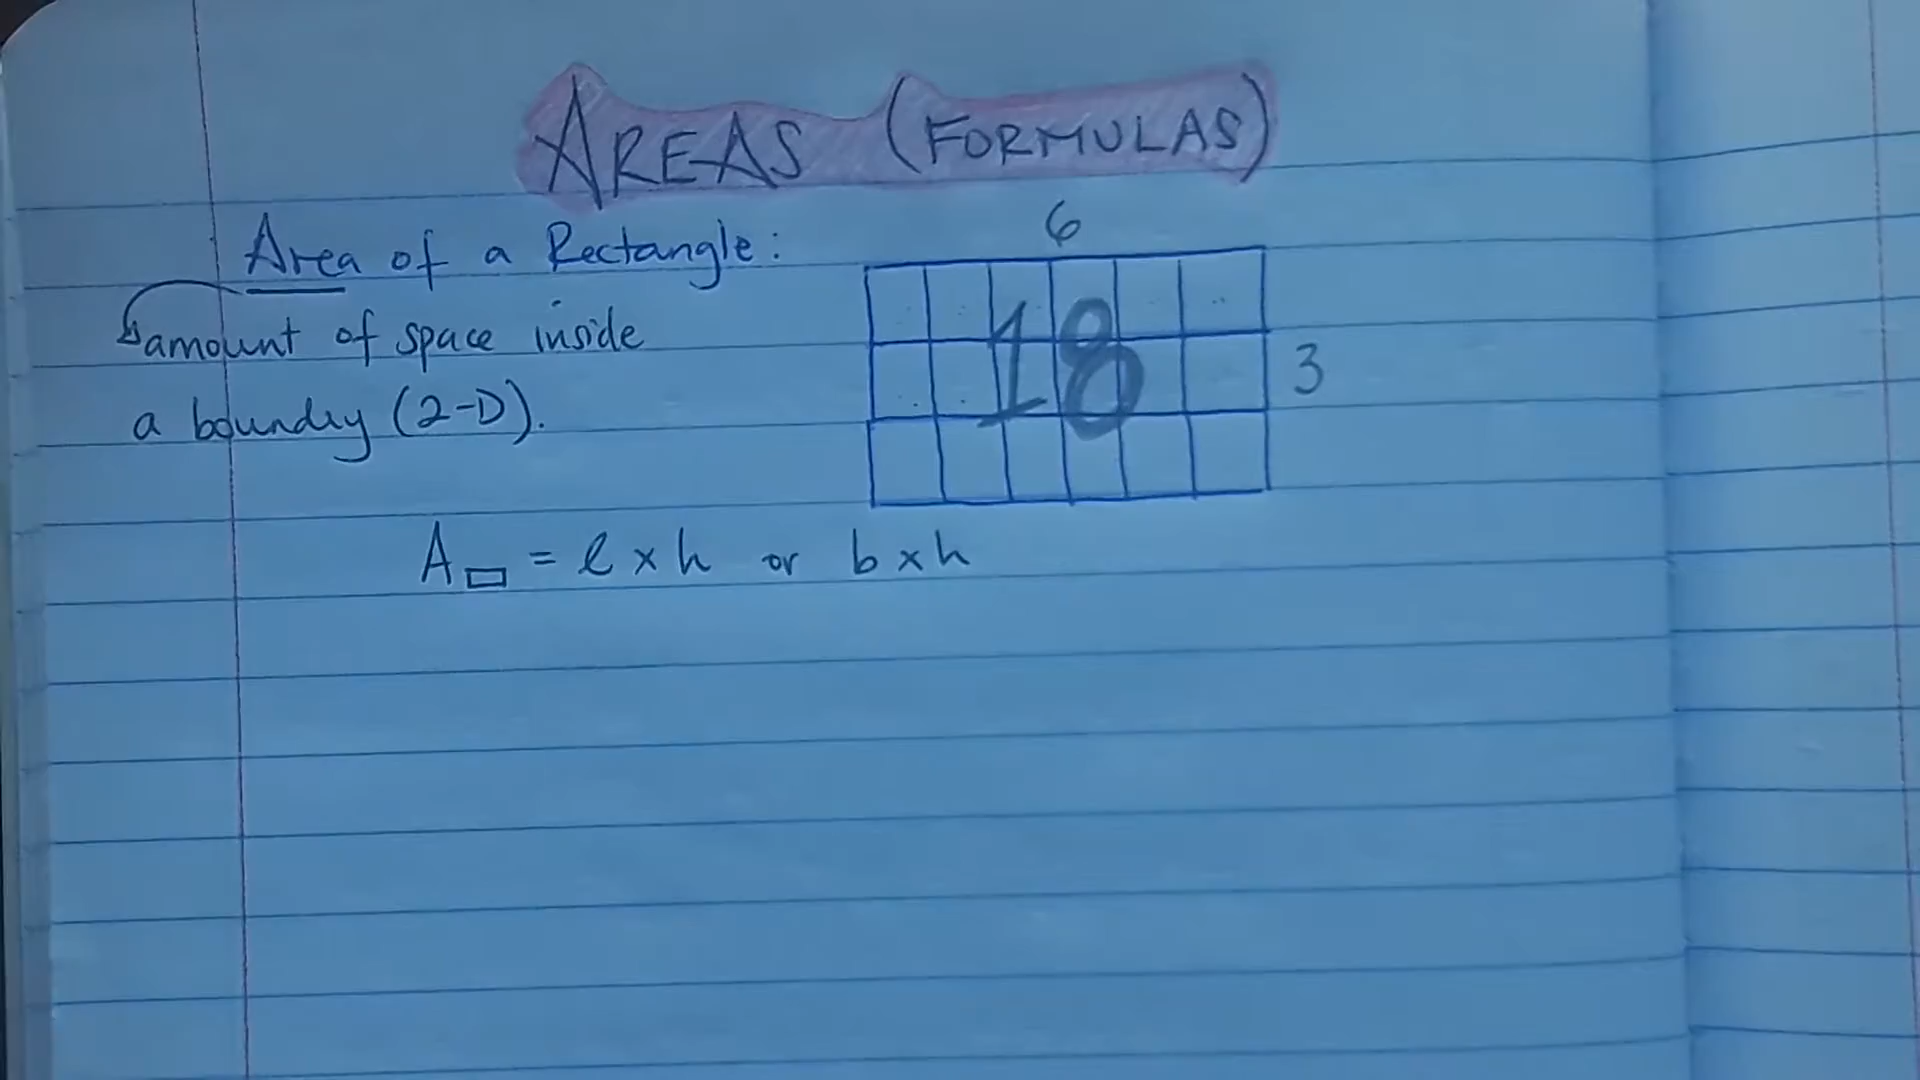 AREAS (FORMULAS)
Area of a Rectangle:
amount of space inside
a boundry (2-D).
6
18
3
A▭ = l x h or b x h